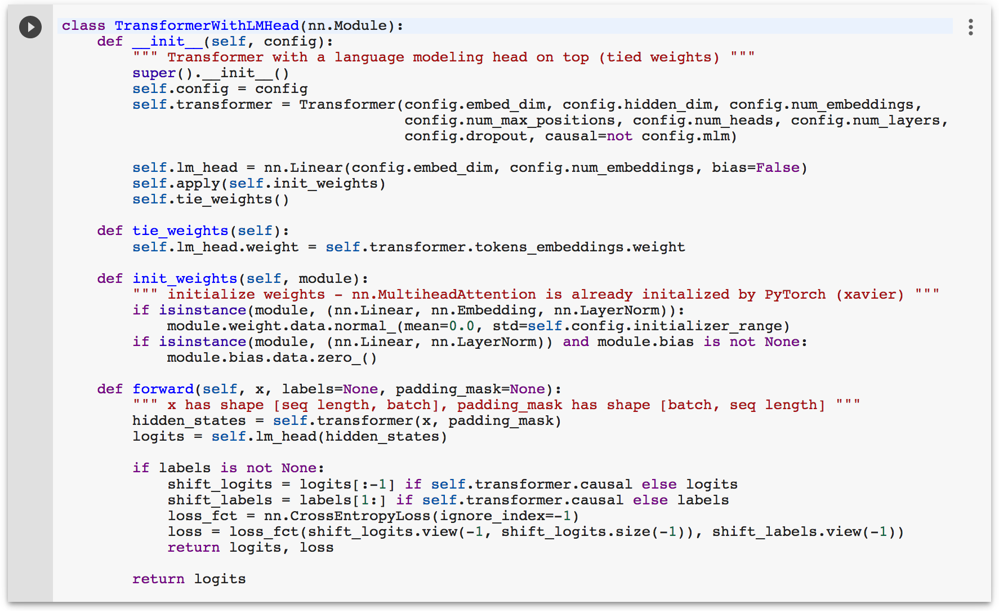 class TransformerWithLMHead(nn.Module):
    def __init__(self, config):
        """ Transformer with a language modeling head on top (tied weights) """
        super().__init__()
        self.config = config
        self.transformer = Transformer(config.embed_dim, config.hidden_dim, config.num_embeddings,
                                       config.num_max_positions, config.num_heads, config.num_layers,
                                       config.dropout, causal=not config.mlm)

        self.lm_head = nn.Linear(config.embed_dim, config.num_embeddings, bias=False)
        self.apply(self.init_weights)
        self.tie_weights()

    def tie_weights(self):
        self.lm_head.weight = self.transformer.tokens_embeddings.weight

    def init_weights(self, module):
        """ initialize weights - nn.MultiheadAttention is already initalized by PyTorch (xavier) """
        if isinstance(module, (nn.Linear, nn.Embedding, nn.LayerNorm)):
            module.weight.data.normal_(mean=0.0, std=self.config.initializer_range)
        if isinstance(module, (nn.Linear, nn.LayerNorm)) and module.bias is not None:
            module.bias.data.zero_()

    def forward(self, x, labels=None, padding_mask=None):
        """ x has shape [seq length, batch], padding_mask has shape [batch, seq length] """
        hidden_states = self.transformer(x, padding_mask)
        logits = self.lm_head(hidden_states)

        if labels is not None:
            shift_logits = logits[:-1] if self.transformer.causal else logits
            shift_labels = labels[1:] if self.transformer.causal else labels
            loss_fct = nn.CrossEntropyLoss(ignore_index=-1)
            loss = loss_fct(shift_logits.view(-1, shift_logits.size(-1)), shift_labels.view(-1))
            return logits, loss

        return logits